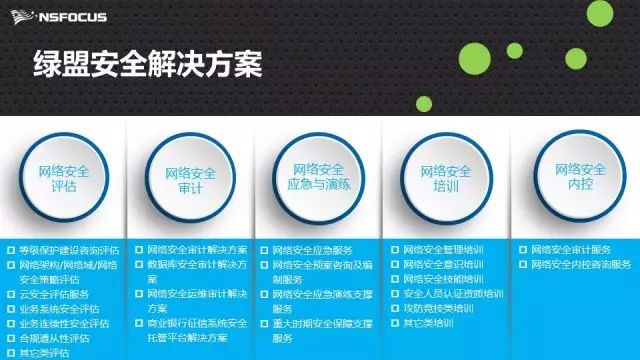 NSFOCUS
绿盟安全解决方案
网络安全
评估
网络安全
审计
网络安全
应急与演练
网络安全
培训
网络安全
内控
等级保护建设咨询评估
网络架构/网络域/网络
安全策略评估
云安全评估服务
业务系统安全评估
业务连续性安全评估
合规遵从性评估
其它类评估
网络安全审计解决方案
数据库安全审计解决方
案
网络安全运维审计解决
方案
商业银行征信系统安全
托管平台解决方案
网络安全应急服务
网络安全预案咨询及编
制服务
网络安全应急演练支撑
服务
重大时期安全保障支撑
服务
网络安全管理培训
网络安全意识培训
网络安全技能培训
安全人员认证资质培训
攻防竞技类培训
其它类培训
网络安全审计服务
网络安全内控咨询服务